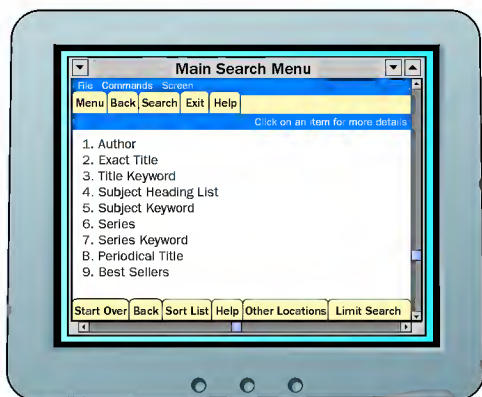 Main Search Menu
File Commands Screen
Menu Back Search Exit Help
Click on an item for more details
1. Author
2. Exact Title
3. Title Keyword
4. Subject Heading List
5. Subject Keyword
6. Series
7. Series Keyword
8. Periodical Title
9. Best Sellers
Start Over Back Sort List Help Other Locations Limit Search